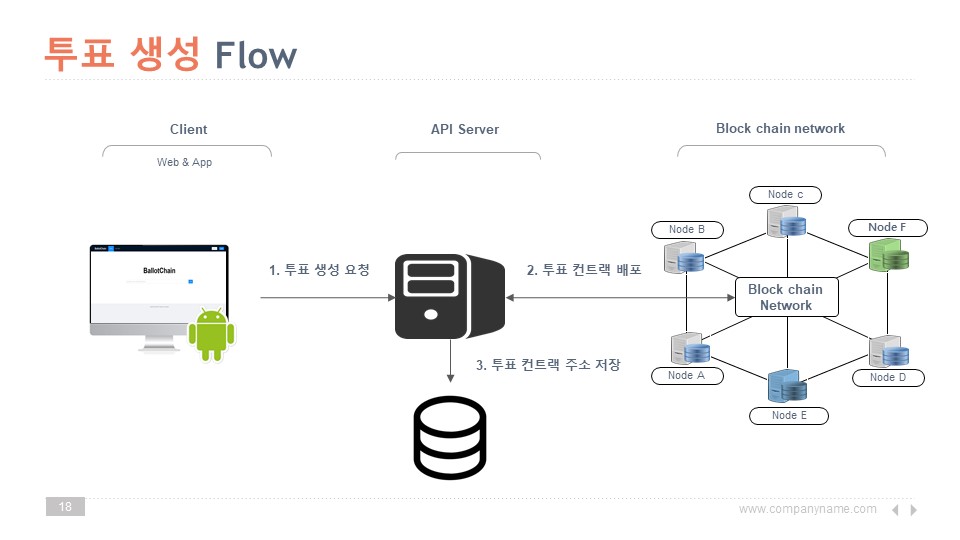 투표 생성 Flow
Client
API Server
Block chain network
Web & App
Node c
Node B
Node F
BallotChain
1. 투표 생성 요청
2. 투표 컨트랙 배포
Block chain
Network
3. 투표 컨트랙 주소 저장
Node A
Node D
Node E
18
www.companyname.com